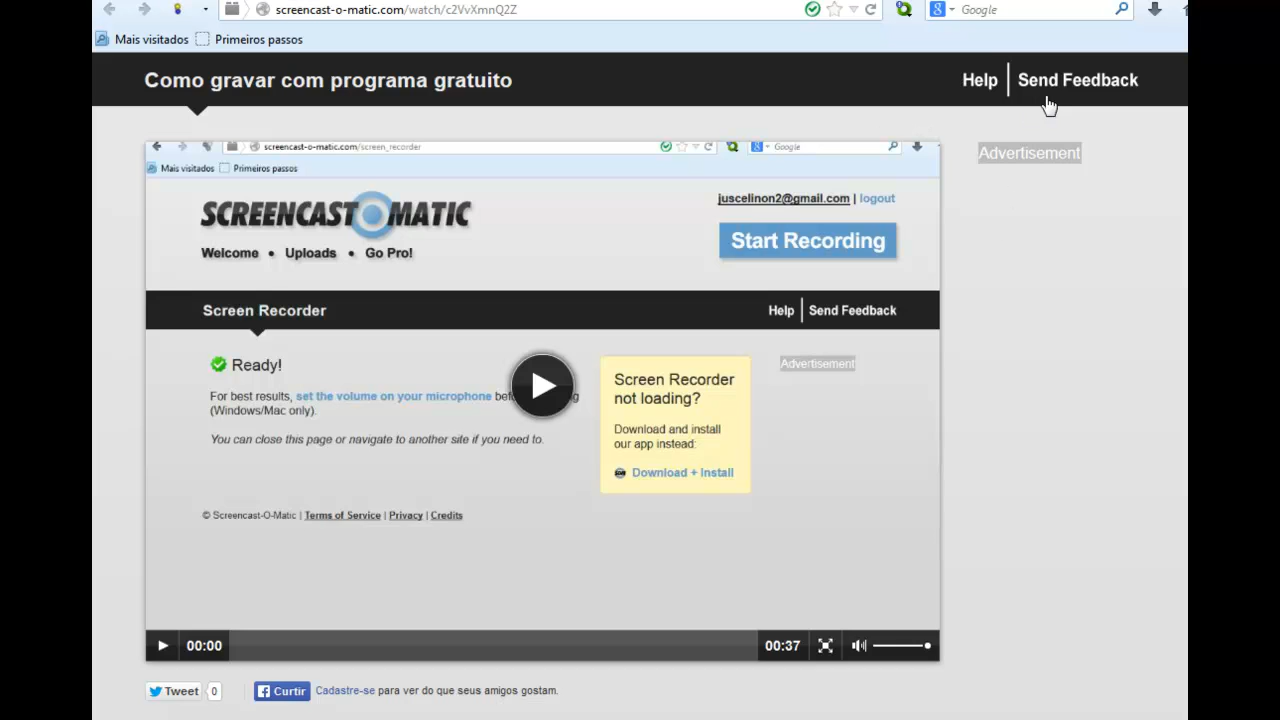 screencast-o-matic.com/watch/c2VvXmnQ2Z
Google
Mais visitados Primeiros passos
Como gravar com programa gratuito
Help | Send Feedback
Advertisement
screencast-o-matic.com/screen_recorder
Google
Mais visitados Primeiros passos
SCREENCAST O MATIC
juscelinon2@gmail.com | logout
Start Recording
Welcome • Uploads • Go Pro!
Screen Recorder
Help | Send Feedback
Ready!
For best results, set the volume on your microphone
(Windows/Mac only).
You can close this page or navigate to another site if you need to.
Screen Recorder
not loading?
Download and install
our app instead:
Download + Install
Advertisement
© Screencast-O-Matic | Terms of Service | Privacy | Credits
00:00
00:37
Tweet 0
Curtir
Cadastre-se para ver do que seus amigos gostam.